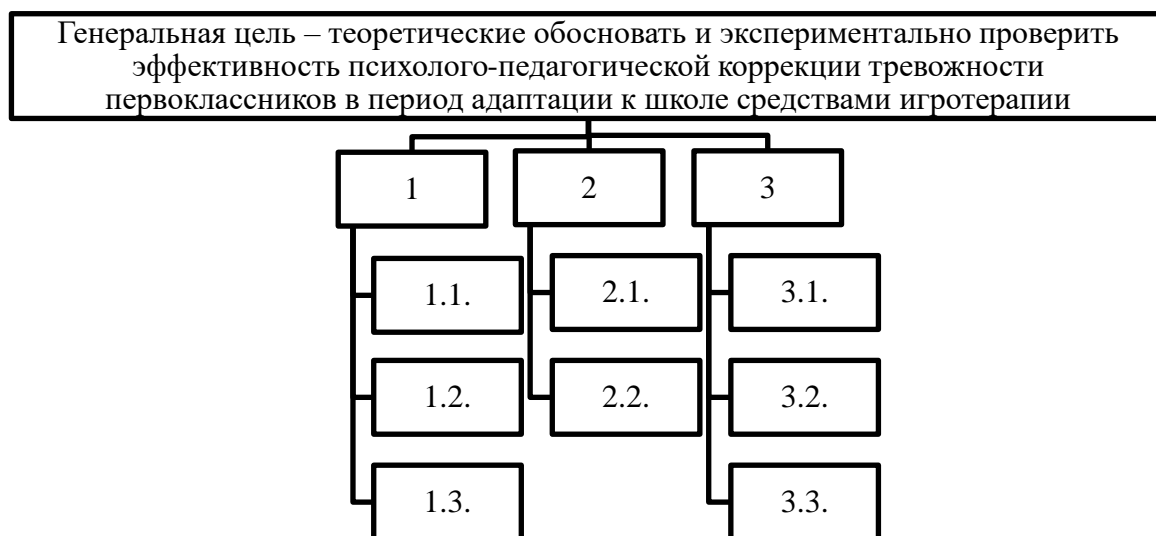 Генеральная цель – теоретические обосновать и экспериментально проверить
эффективность психолого-педагогической коррекции тревожности
первоклассников в период адаптации к школе средствами игротерапии
1 2 3
1.1. 2.1. 3.1.
1.2. 2.2. 3.2.
1.3. 3.3.